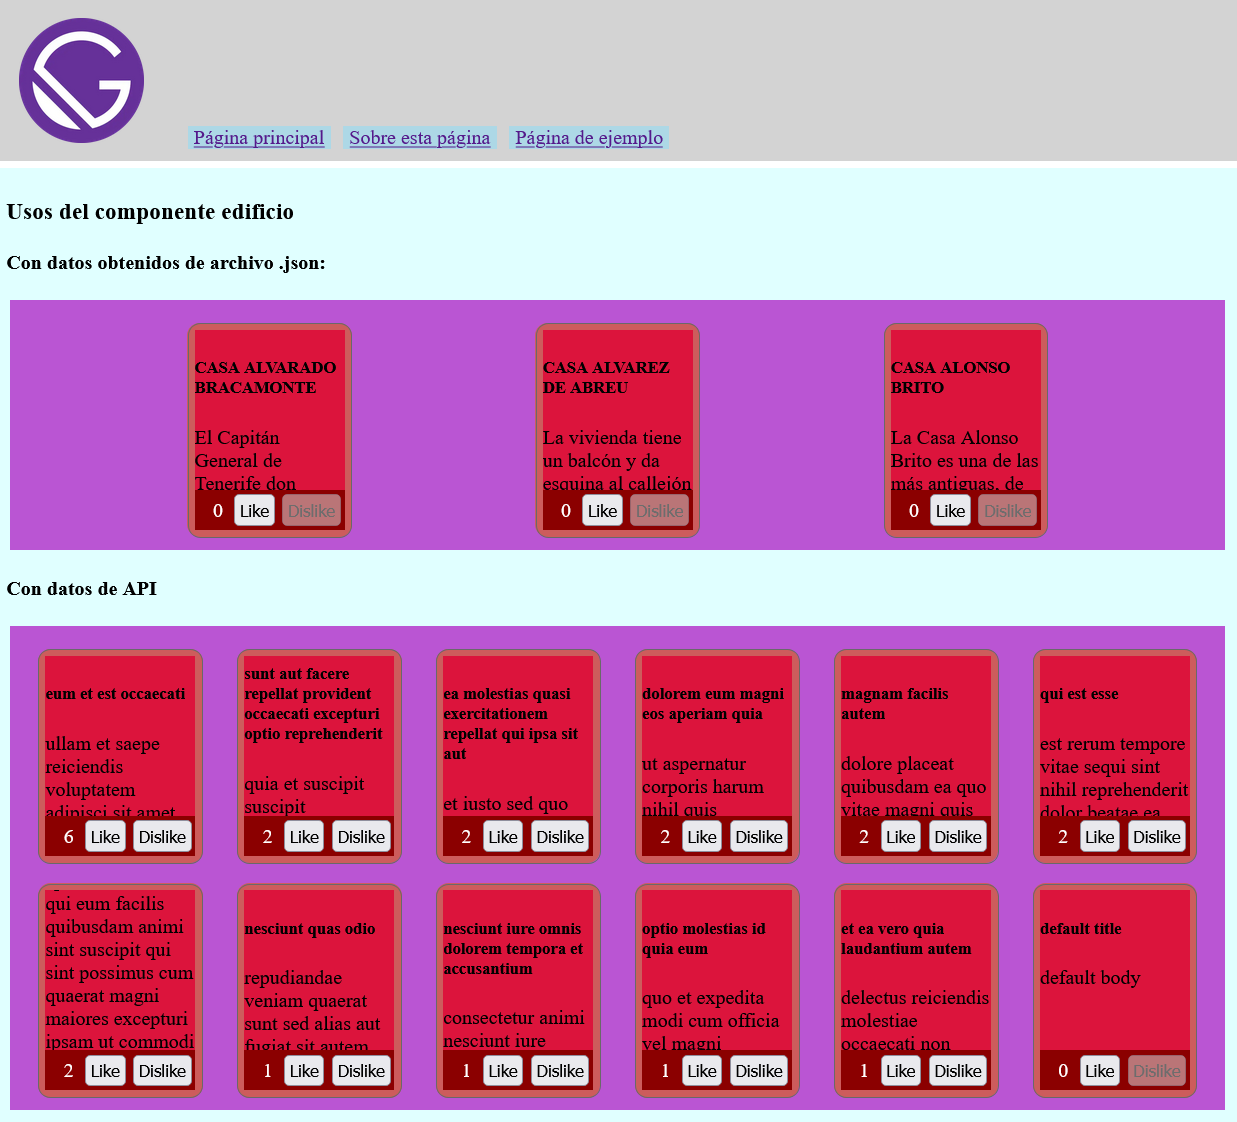 Página principal Sobre esta página Página de ejemplo
Usos del componente edificio
Con datos obtenidos de archivo .json:
CASA ALVARADO
BRACAMONTE
El Capitán
General de
Tenerife don
0 Like Dislike
CASA ALVAREZ
DE ABREU
La vivienda tiene
un balcón y da
esquina al callejón
0 Like Dislike
CASA ALONSO
BRITO
La Casa Alonso
Brito es una de las
más antiguas, de
0 Like Dislike
Con datos de API
eum et est occaecati
ullam et saepe
reiciendis
voluptatem
adipisci sit amet
6 Like Dislike
sunt aut facere
repellat provident
occaecati excepturi
optio reprehenderit
quia et suscipit
suscipit
2 Like Dislike
ea molestias quasi
exercitationem
repellat qui ipsa sit
aut
et iusto sed quo
2 Like Dislike
dolorem eum magni
eos aperiam quia
ut aspernatur
corporis harum
nihil quis
2 Like Dislike
magnam facilis
autem
dolore placeat
quibusdam ea quo
vitae magni quis
2 Like Dislike
qui est esse
est rerum tempore
vitae sequi sint
nihil reprehenderit
dolor beatae ea
2 Like Dislike
qui eum facilis
quibusdam animi
sint suscipit qui
sint possimus cum
quaerat magni
maiores excepturi
ipsam ut commodi
2 Like Dislike
nesciunt quas odio
repudiandae
veniam quaerat
sunt sed alias aut
fugiat sit autem
1 Like Dislike
nesciunt iure omnis
dolorem tempora et
accusantium
consectetur animi
nesciunt iure
1 Like Dislike
optio molestias id
quia eum
quo et expedita
modi cum officia
vel magni
1 Like Dislike
et ea vero quia
laudantium autem
delectus reiciendis
molestiae
occaecati non
1 Like Dislike
default title
default body
0 Like Dislike